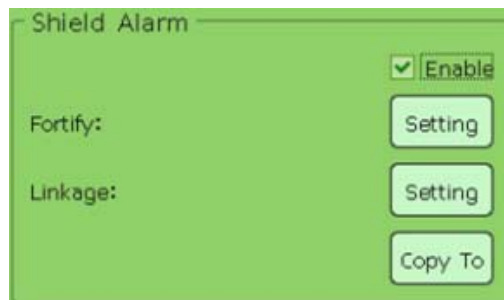 Shield Alarm
Enable
Fortify: Setting
Linkage: Setting
Copy To